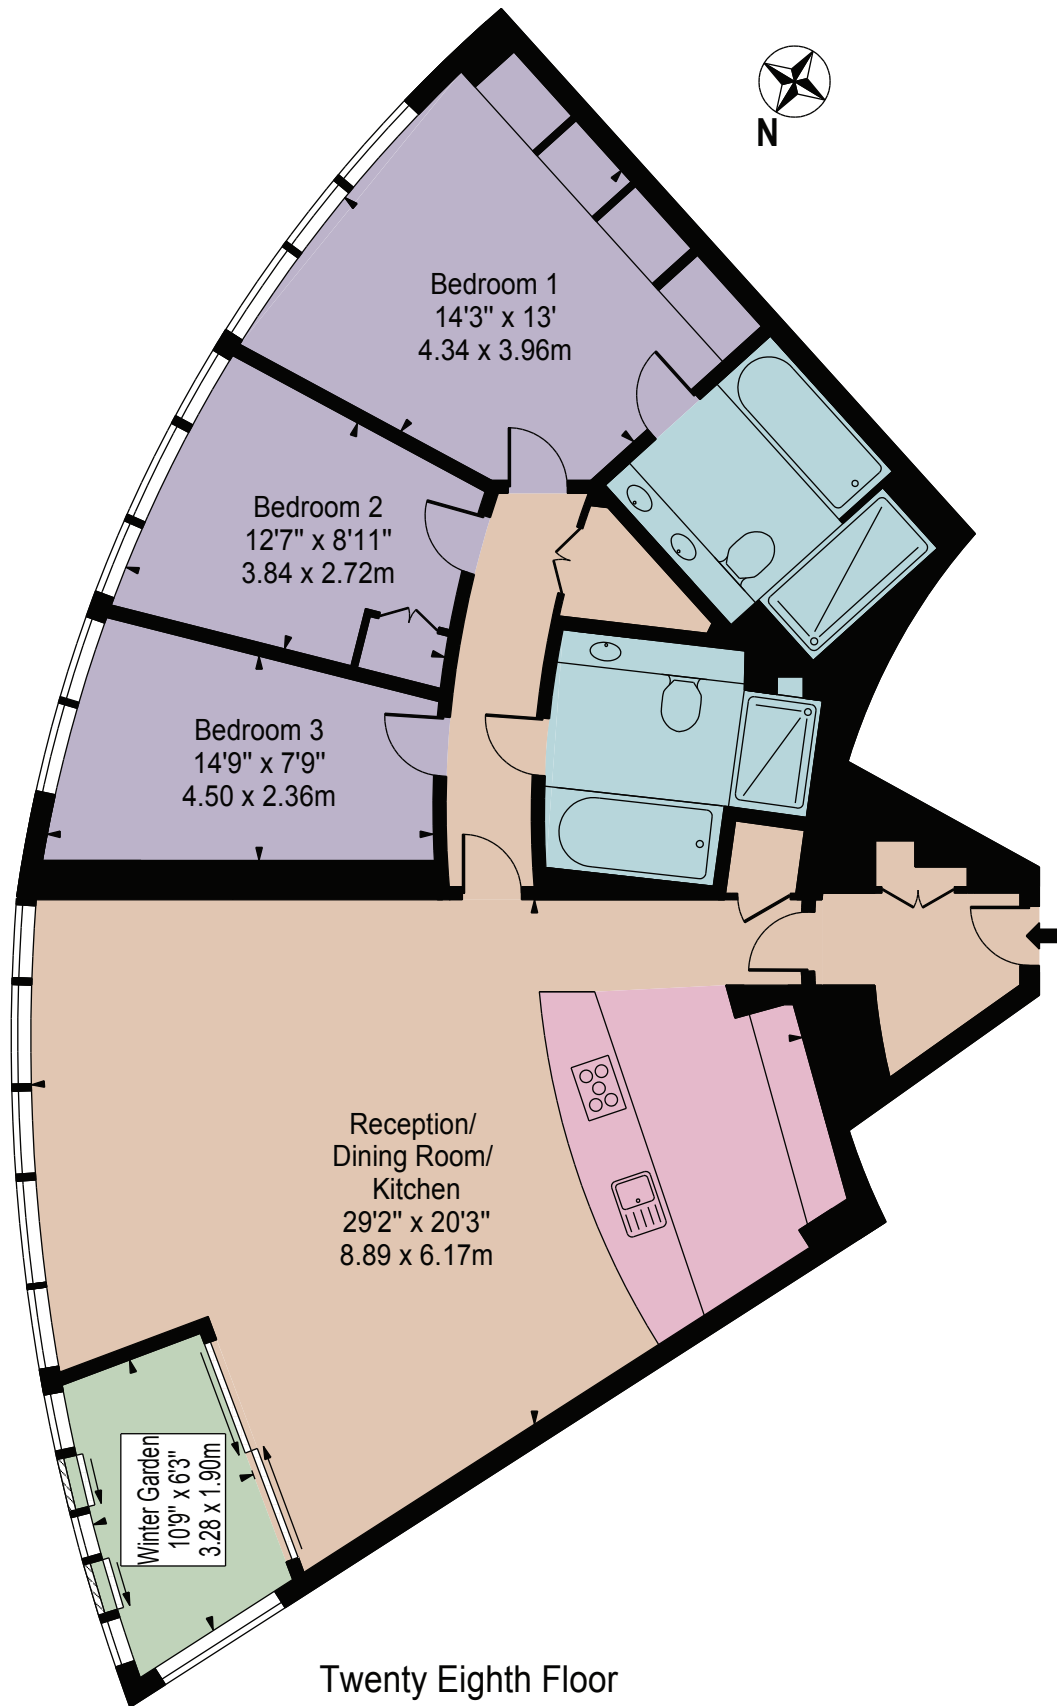 N
Bedroom 1
14'3" x 13'
4.34 x 3.96m
Bedroom 2
12'7" x 8'11"
3.84 x 2.72m
Bedroom 3
14'9" x 7'9"
4.50 x 2.36m
Reception/
Dining Room/
Kitchen
29'2" x 20'3"
8.89 x 6.17m
Winter Garden
10'9" x 6'3"
3.28 x 1.90m
Twenty Eighth Floor